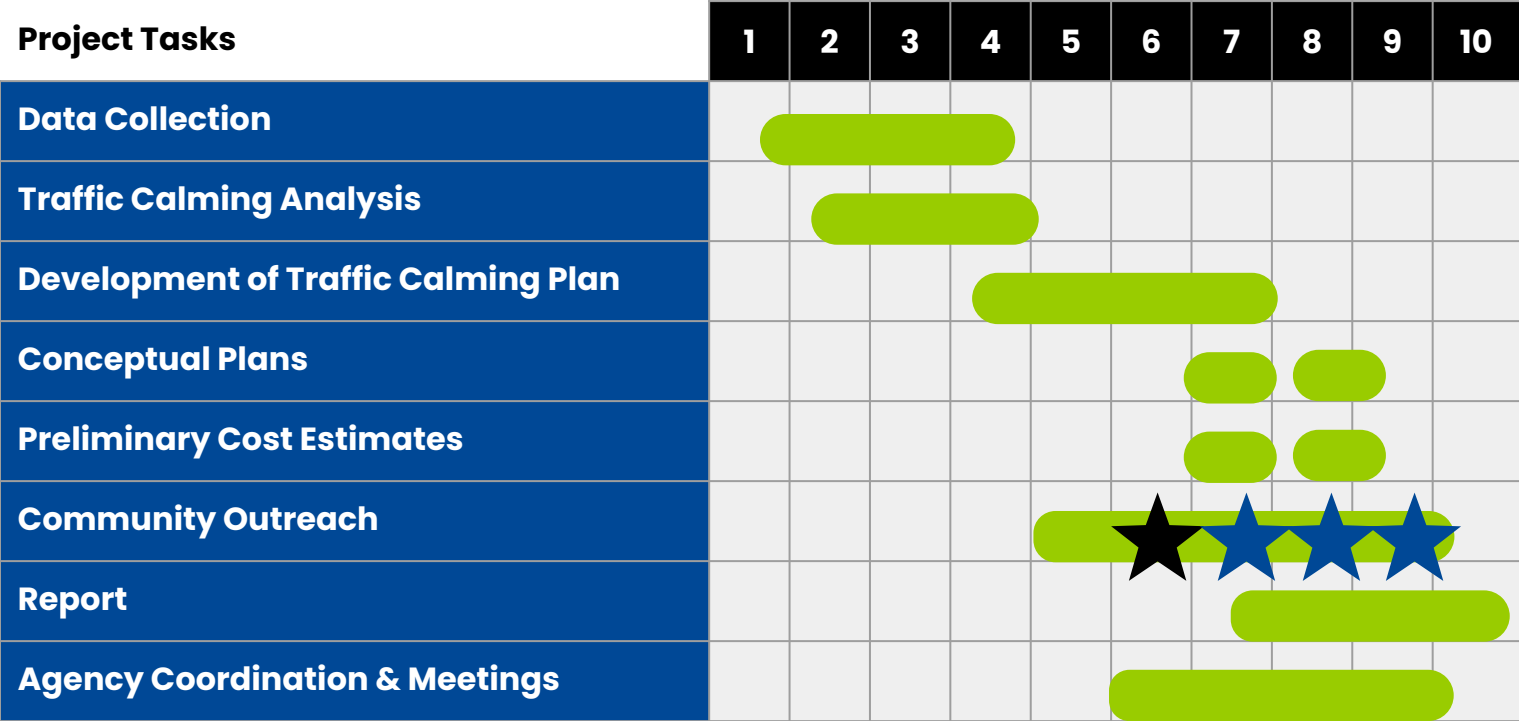 Project Tasks 1 2 3 4 5 6 7 8 9 10
Data Collection
Traffic Calming Analysis
Development of Traffic Calming Plan
Conceptual Plans
Preliminary Cost Estimates
Community Outreach
Report
Agency Coordination & Meetings